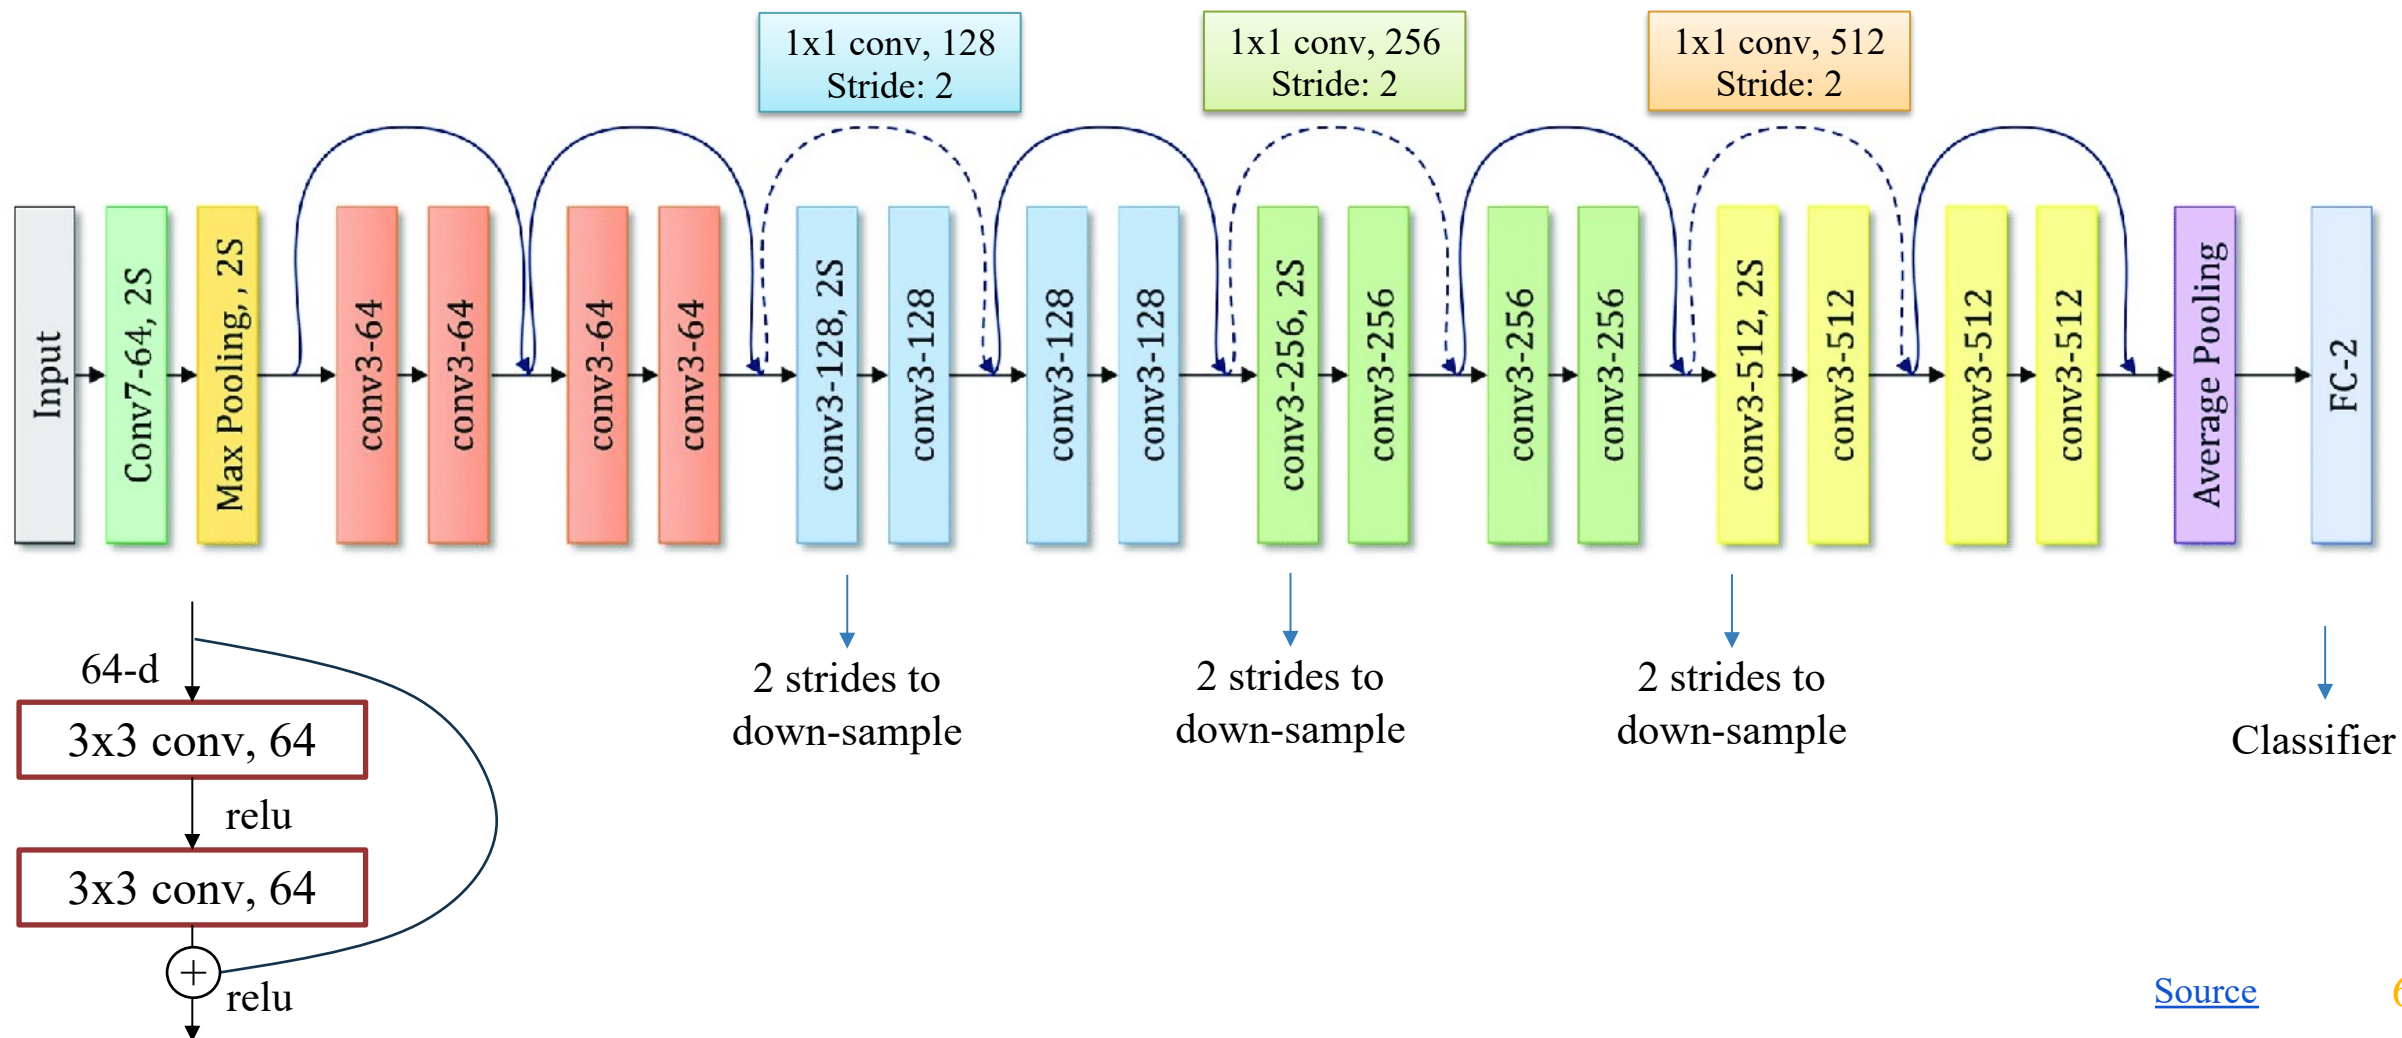 1x1 conv, 128
Stride: 2
1x1 conv, 256
Stride: 2
1x1 conv, 512
Stride: 2
Input
Conv7-64, 2S
Max Pooling, , 2S
conv3-64
conv3-64
conv3-64
conv3-64
conv3-128, 2S
conv3-128
conv3-128
conv3-128
conv3-256, 2S
conv3-256
conv3-256
conv3-256
conv3-512, 2S
conv3-512
conv3-512
conv3-512
Average Pooling
FC-2
64-d
3x3 conv, 64
relu
3x3 conv, 64
+
relu
2 strides to
down-sample
2 strides to
down-sample
2 strides to
down-sample
Classifier
Source